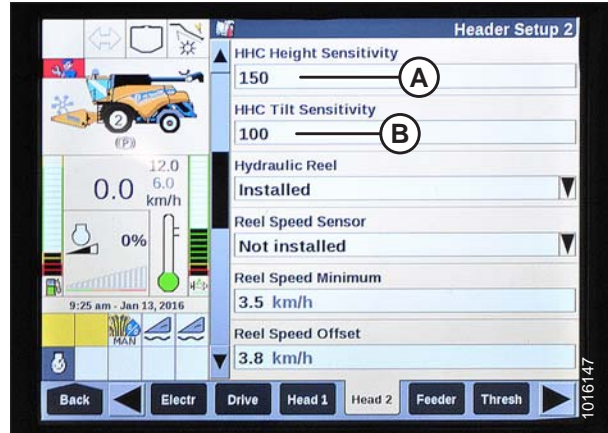 Header Setup 2
HHC Height Sensitivity
150
A
HHC Tilt Sensitivity
100
B
Hydraulic Reel
Installed
Reel Speed Sensor
Not installed
Reel Speed Minimum
3.5 km/h
Reel Speed Offset
3.8 km/h
2
(P)
12.0
0.0 6.0
km/h
0%
9:25 am - Jan 13, 2016
MAN
Back Electr Drive Head 1 Head 2 Feeder Thresh
1016147